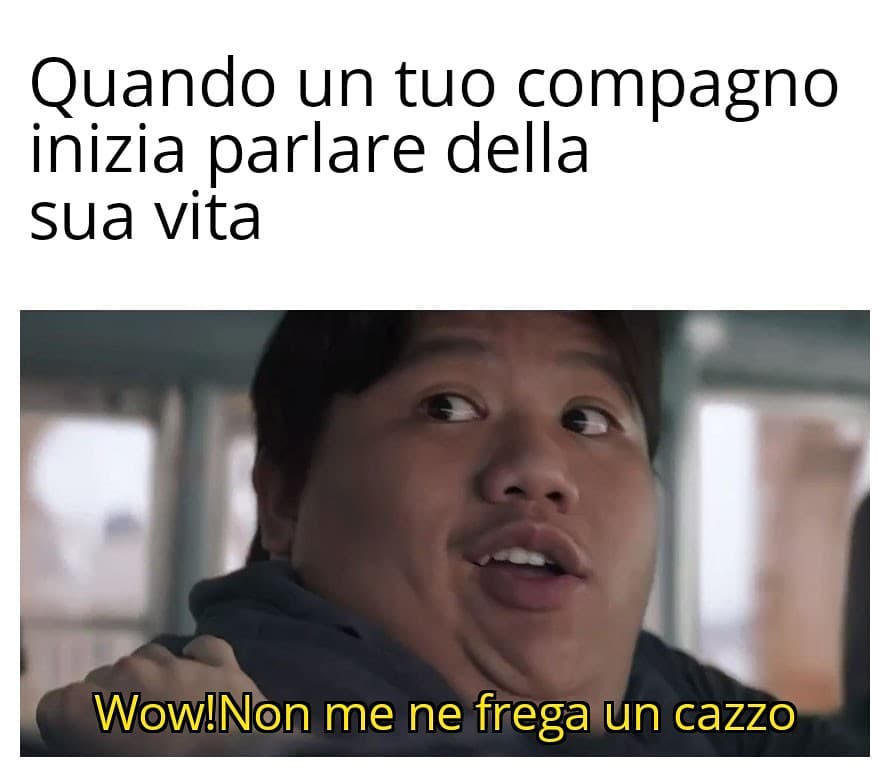 Quando un tuo compagno
inizia parlare della
sua vita
Wow!Non me ne frega un cazzo